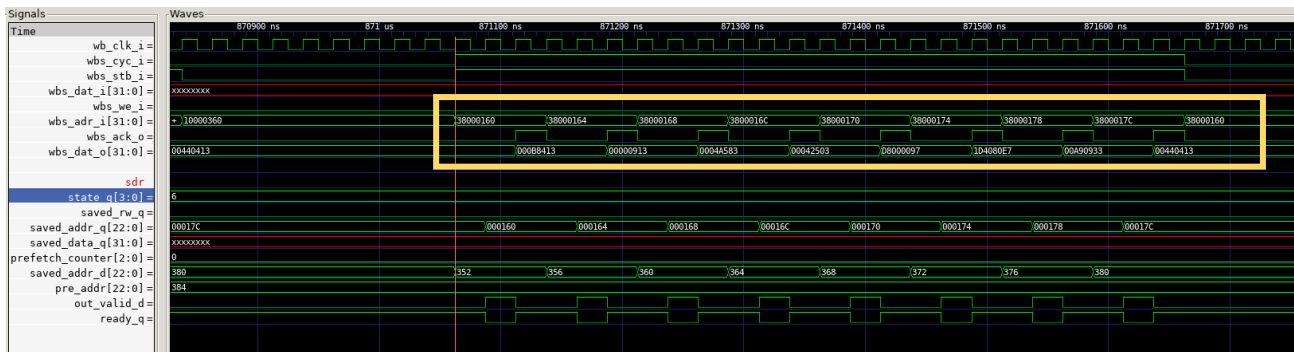 Signals
Waves
Time
870900 ns 871 us 871100 ns 871200 ns 871300 ns 871400 ns 871500 ns 871600 ns 871700 ns
wb_clk_i =
wbs_cyc_i =
wbs_stb_i =
wbs_dat_i[31:0] = xxxxxxxx
wbs_we_i =
wbs_adr_i[31:0] = + 10000360 38000160 38000164 38000168 3800016C 38000170 38000174 38000178 3800017C 38000160
wbs_ack_o =
wbs_dat_o[31:0] = 00440413 000B8413 00000913 0004A583 00042503 D8000097 1D4080E7 00A90933 00440413
sdr
state_q[3:0] = 6
saved_rw_q =
saved_addr_q[22:0] = 00017C 000160 000164 000168 00016C 000170 000174 000178 00017C
saved_data_q[31:0] = xxxxxxxx
prefetch_counter[2:0] = 0
saved_addr_d[22:0] = 380 352 356 360 364 368 372 376 380
pre_addr[22:0] = 384
out_valid_d =
ready_q =